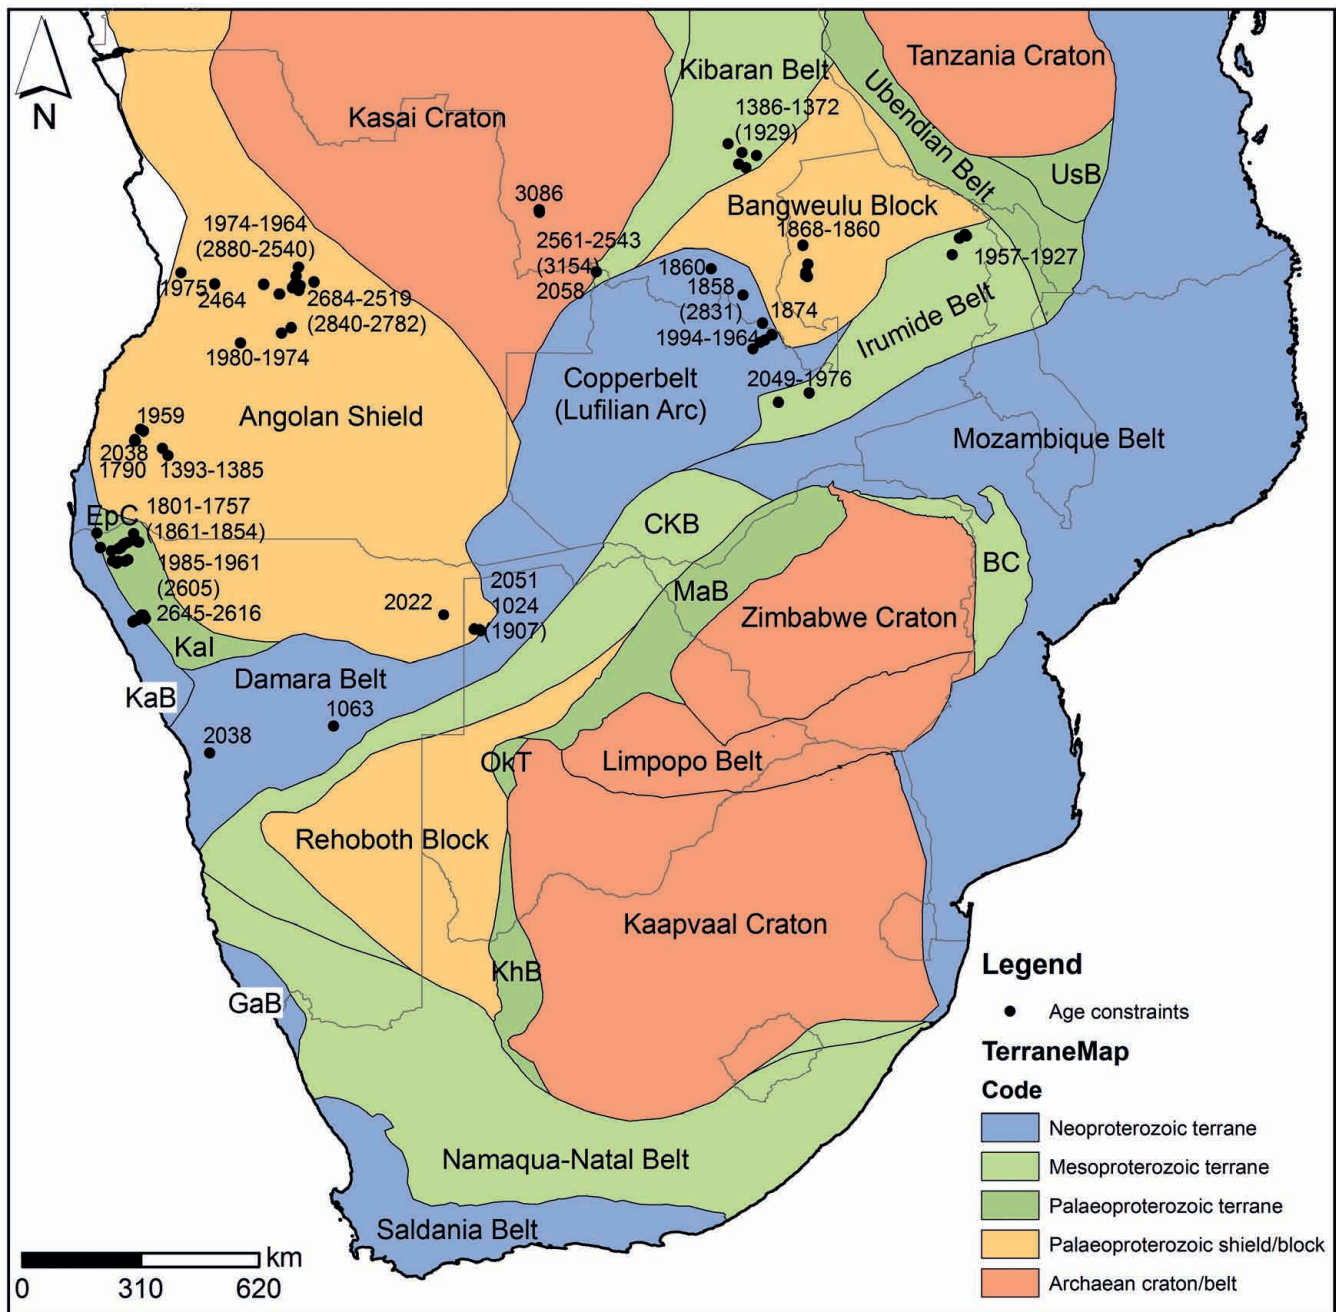 Tanzania Craton
Kibaran Belt
Ubendian Belt
Kasai Craton
1386-1372
(1929)
UsB
3086
Bangweulu Block
1868-1860
1974-1964
(2880-2540)
2561-2543
(3154)
2058
1860
1858
(2831)
1874
1994-1964
1957-1927
1975
2464
2684-2519
(2840-2782)
1980-1974
Irumide Belt
2049-1976
Copperbelt
(Lufilian Arc)
Angolan Shield
Mozambique Belt
1959
2038
1790
1393-1385
EpC
1801-1757
(1861-1854)
1985-1961
(2605)
2645-2616
CKB
BC
MaB
2022
2051
1024
(1907)
Zimbabwe Craton
KaI
Damara Belt
KaB
1063
2038
OkT
Limpopo Belt
Rehoboth Block
Kaapvaal Craton
KhB
GaB
Namaqua-Natal Belt
Saldania Belt
N
km
0 310 620
Legend
Age constraints
TerraneMap
Code
Neoproterozoic terrane
Mesoproterozoic terrane
Palaeoproterozoic terrane
Palaeoproterozoic shield/block
Archaean craton/belt